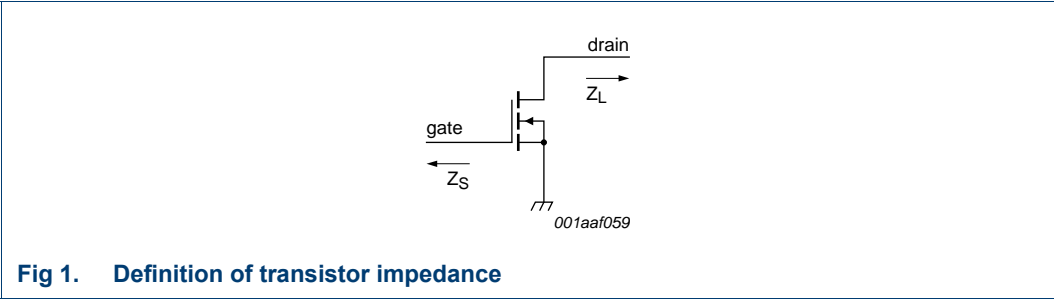 drain
Z_L
gate
Z_S
001aaf059
Fig 1. Definition of transistor impedance